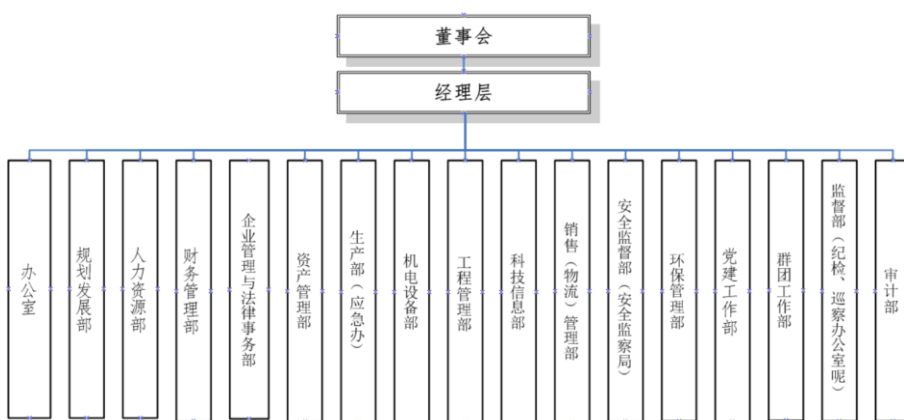 董事会
经理层
办公室
规划发展部
人力资源部
财务管理部
企业管理与法律事务部
资产管理部
生产部（应急办）
机电设备部
工程管理部
科技信息部
销售（物流）管理部
安全监督部（安全监察局）
环保管理部
党建工作部
群团工作部
监督部（纪检、巡察办公室呢）
审计部